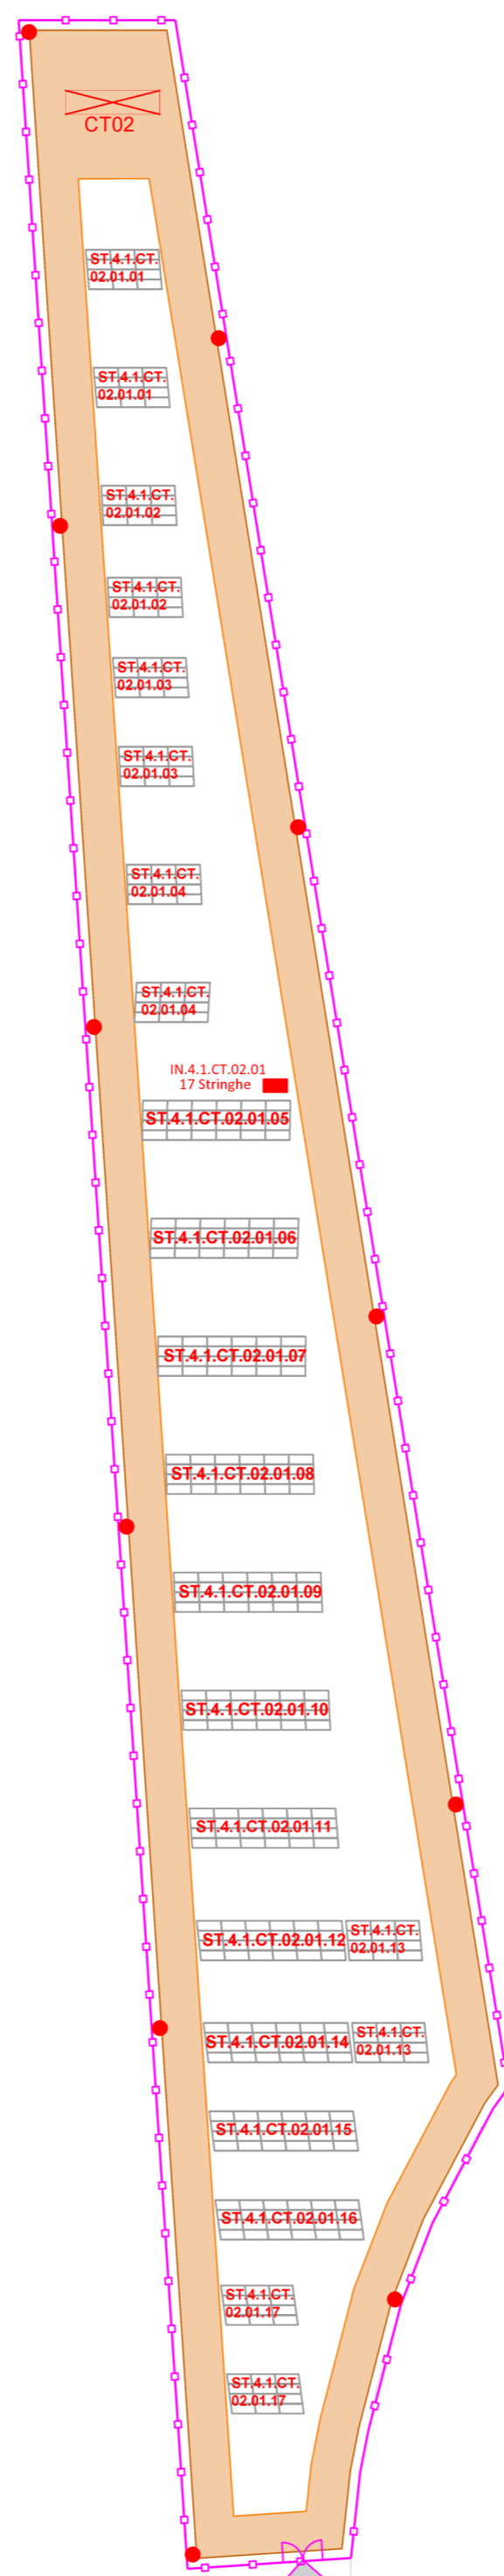 CT02
ST.4.1.CT.
02.01.01
ST.4.1.CT.
02.01.01
ST.4.1.CT.
02.01.02
ST.4.1.CT.
02.01.02
ST.4.1.CT.
02.01.03
ST.4.1.CT.
02.01.03
ST.4.1.CT.
02.01.04
ST.4.1.CT.
02.01.04
IN.4.1.CT.02.01
17 Stringhe
ST.4.1.CT.02.01.05
ST.4.1.CT.02.01.06
ST.4.1.CT.02.01.07
ST.4.1.CT.02.01.08
ST.4.1.CT.02.01.09
ST.4.1.CT.02.01.10
ST.4.1.CT.02.01.11
ST.4.1.CT.02.01.12
ST.4.1.CT.
02.01.13
ST.4.1.CT.02.01.14
ST.4.1.CT.
02.01.13
ST.4.1.CT.02.01.15
ST.4.1.CT.02.01.16
ST.4.1.CT.
02.01.17
ST.4.1.CT.
02.01.17